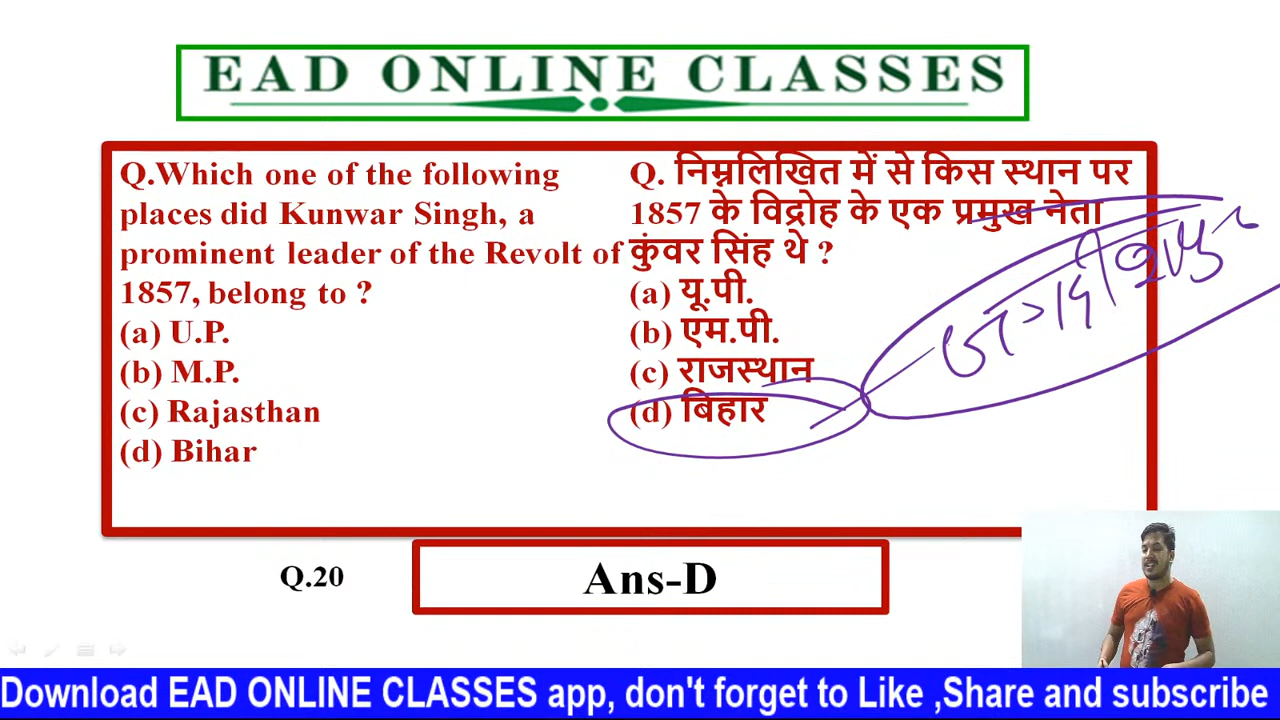 EAD ONLINE CLASSES
Q.Which one of the following
places did Kunwar Singh, a
prominent leader of the Revolt of
1857, belong to ?
(a) U.P.
(b) M.P.
(c) Rajasthan
(d) Bihar
Q. निम्नलिखित में से किस स्थान पर
1857 के विद्रोह के एक प्रमुख नेता
कुंवर सिंह थे ?
(a) यू.पी.
(b) एम.पी.
(c) राजस्थान
(d) बिहार
जगदीशपुर
Q.20
Ans-D
Download EAD ONLINE CLASSES app, don't forget to Like ,Share and subscribe